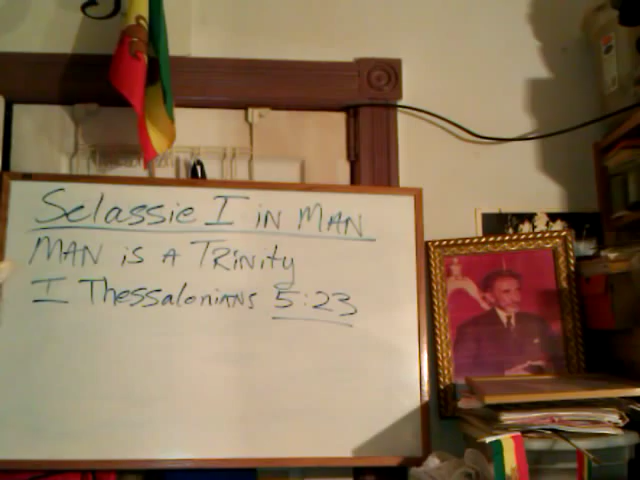 Selassie I in MAN
MAN is A TRiNity
I ThessaloniANs 5:23